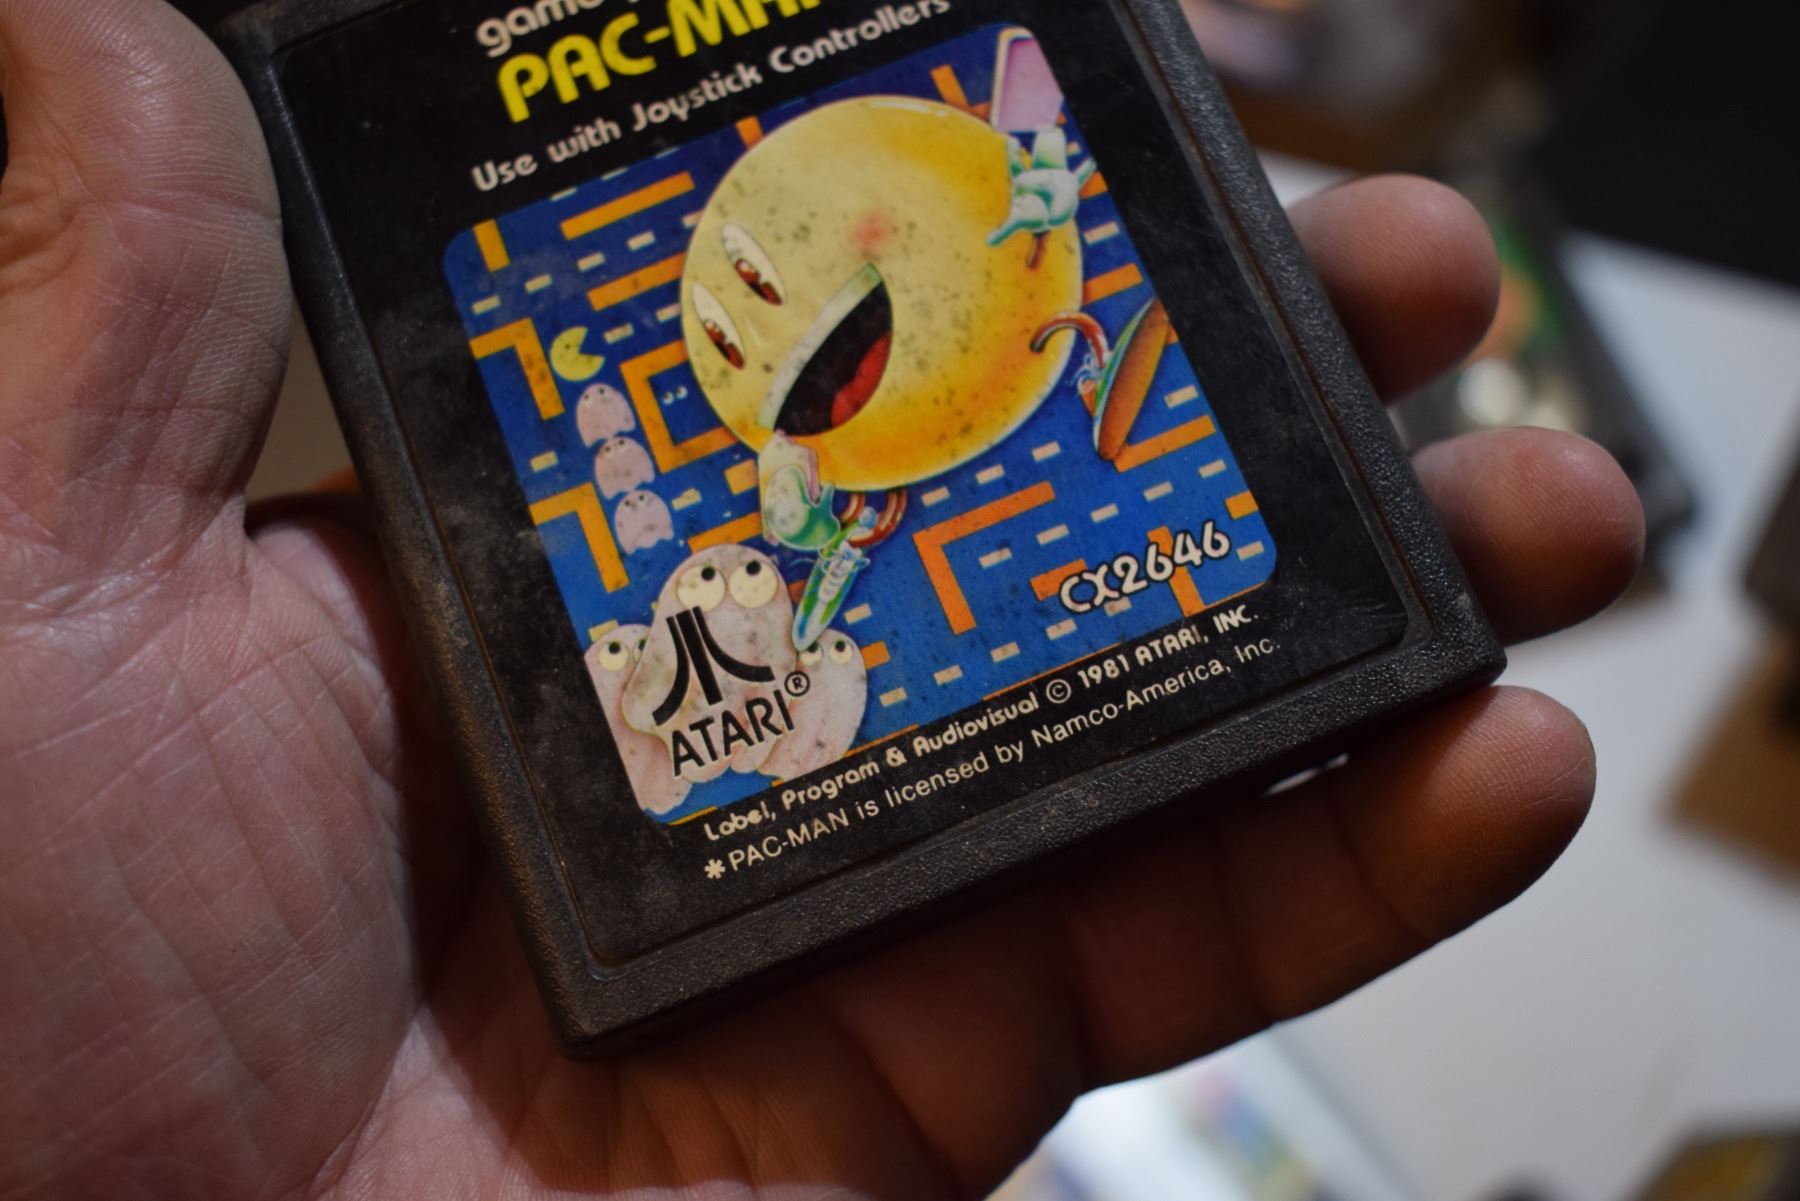 game
PAC-MAN
Use with Joystick Controllers
CX2646
ATARI®
Label, Program & Audiovisual © 1981 ATARI, INC.
*PAC-MAN is licensed by Namco-America, Inc.